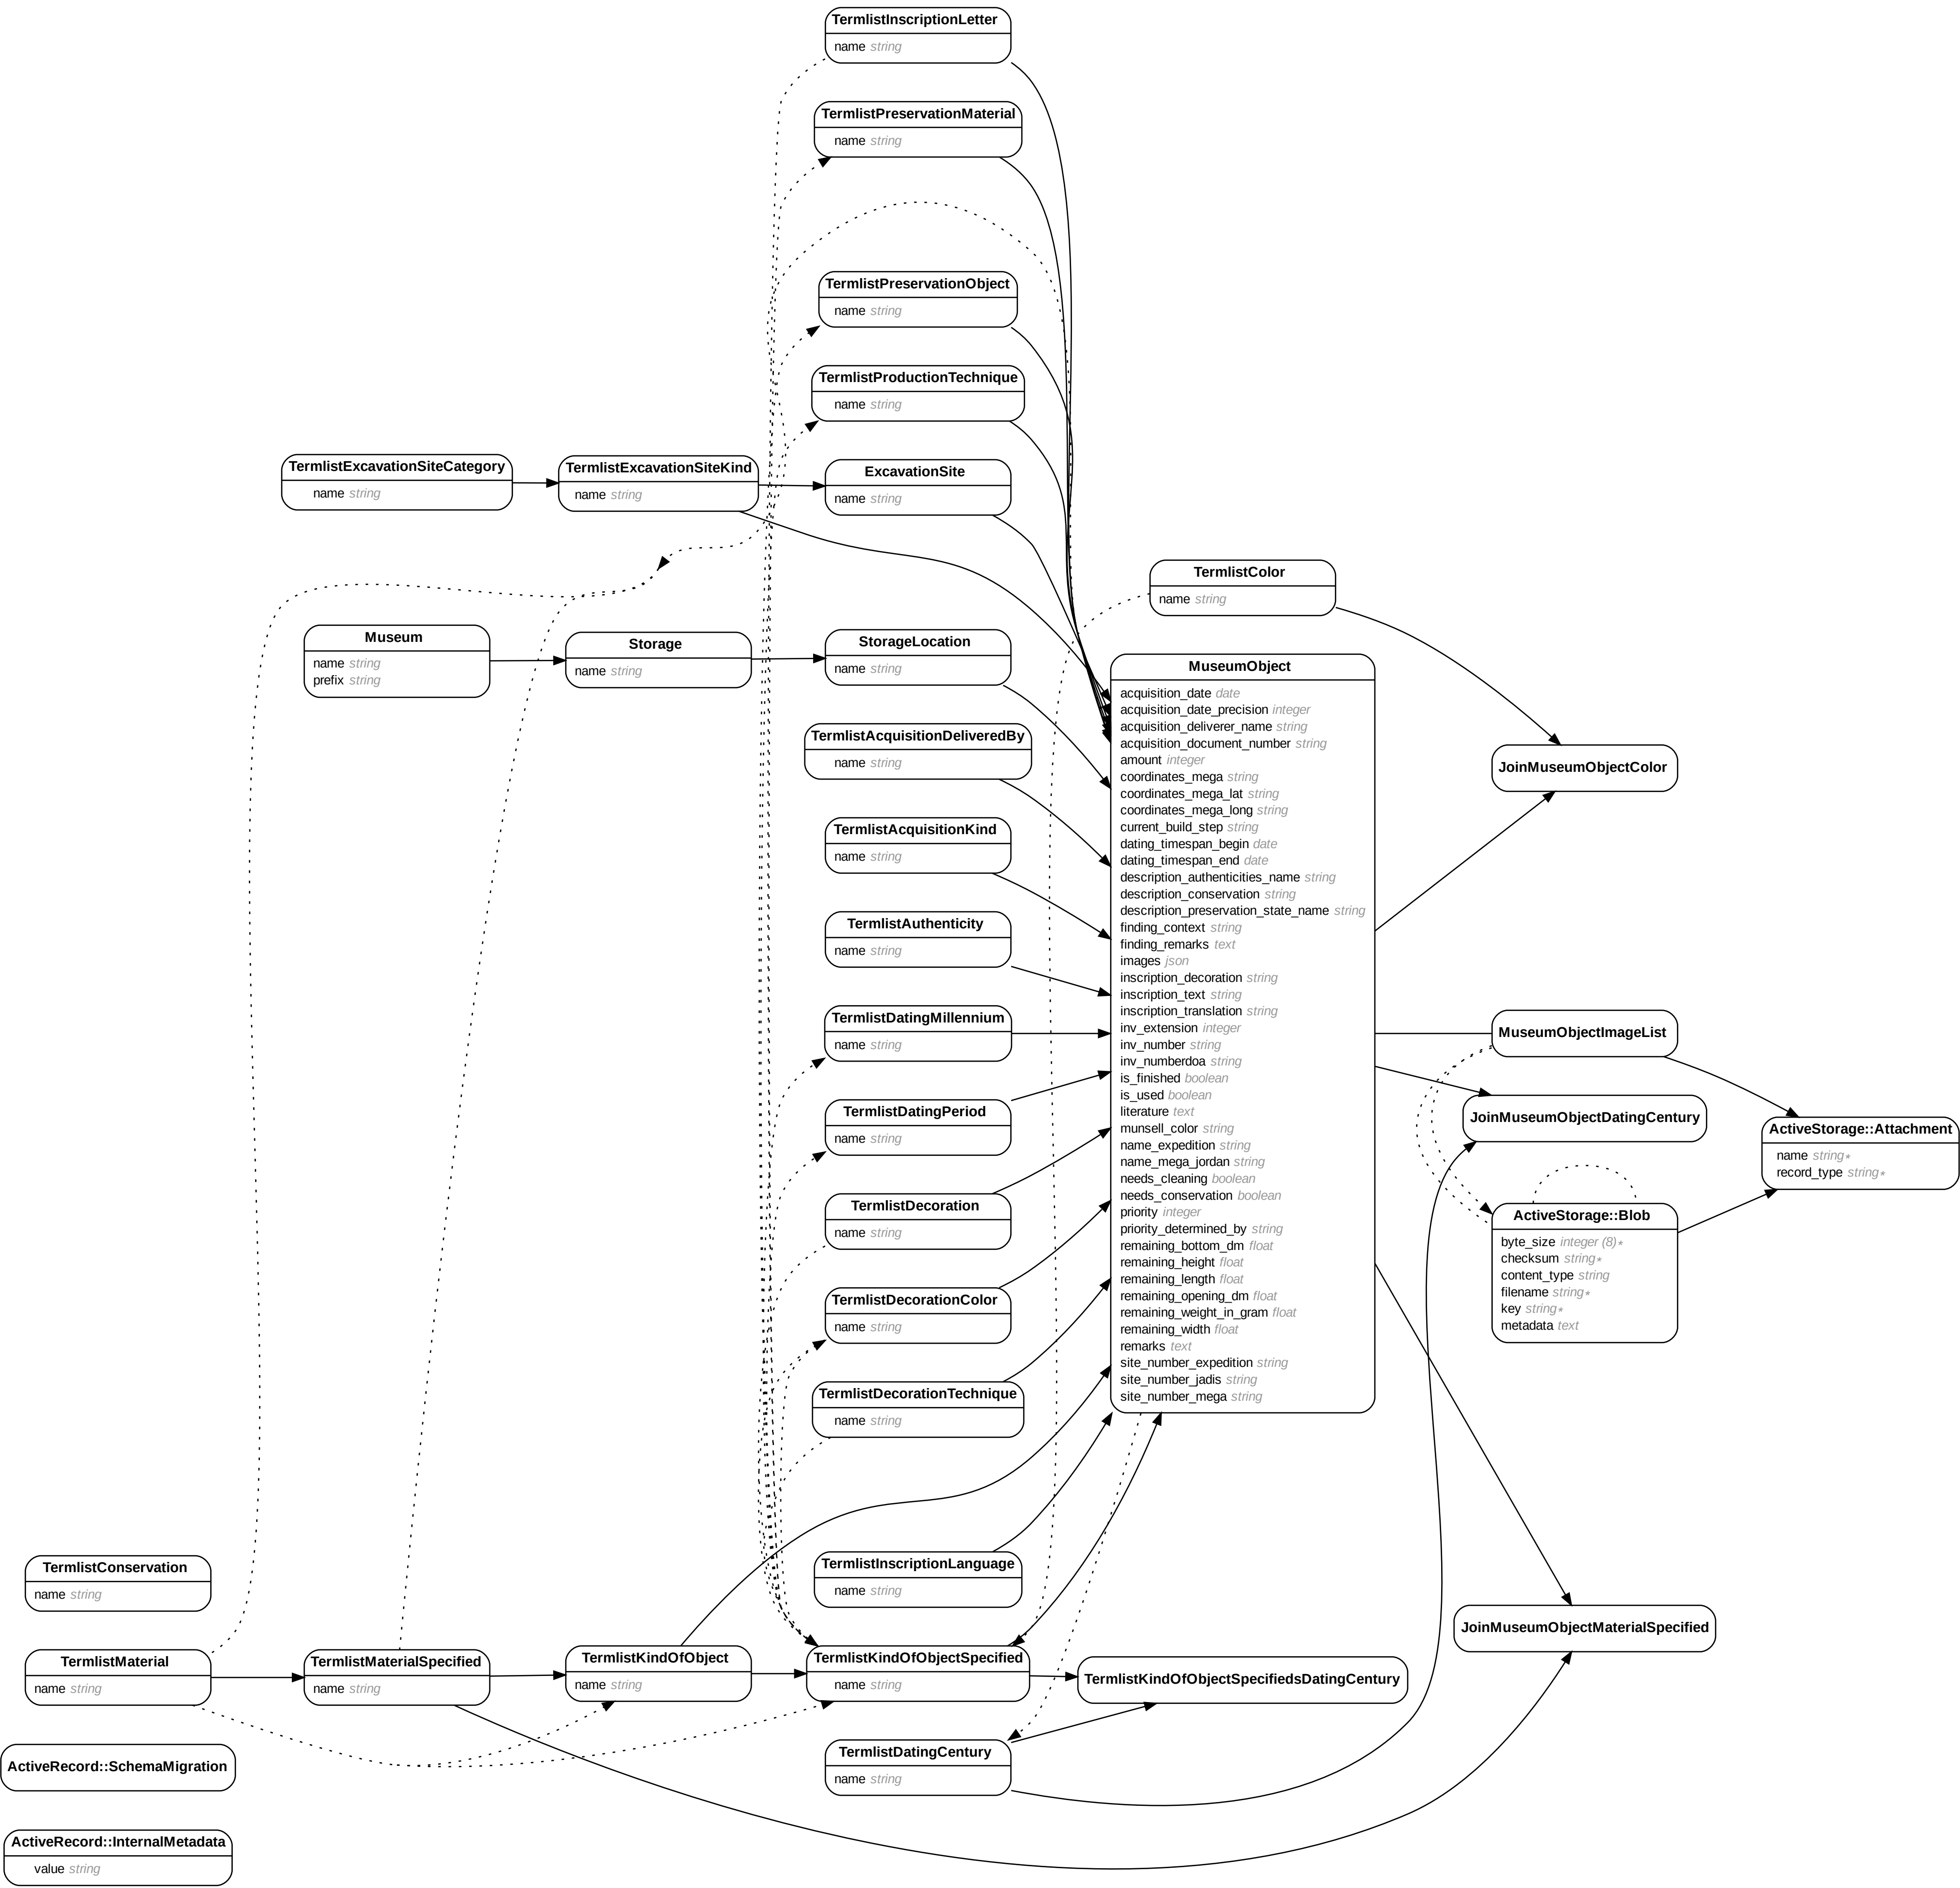 TermlistInscriptionLetter
name string
TermlistPreservationMaterial
name string
TermlistPreservationObject
name string
TermlistProductionTechnique
name string
TermlistExcavationSiteCategory
name string
TermlistExcavationSiteKind
name string
ExcavationSite
name string
Museum
name string
prefix string
Storage
name string
StorageLocation
name string
TermlistAcquisitionDeliveredBy
name string
TermlistAcquisitionKind
name string
TermlistAuthenticity
name string
TermlistDatingMillennium
name string
TermlistDatingPeriod
name string
TermlistDecoration
name string
TermlistDecorationColor
name string
TermlistDecorationTechnique
name string
TermlistInscriptionLanguage
name string
TermlistConservation
name string
TermlistMaterial
name string
TermlistMaterialSpecified
name string
TermlistKindOfObject
name string
TermlistKindOfObjectSpecified
name string
TermlistDatingCentury
name string
ActiveRecord::SchemaMigration
ActiveRecord::InternalMetadata
value string
TermlistColor
name string
MuseumObject
acquisition_date date
acquisition_date_precision integer
acquisition_deliverer_name string
acquisition_document_number string
amount integer
coordinates_mega string
coordinates_mega_lat string
coordinates_mega_long string
current_build_step string
dating_timespan_begin date
dating_timespan_end date
description_authenticities_name string
description_conservation string
description_preservation_state_name string
finding_context string
finding_remarks text
images json
inscription_decoration string
inscription_text string
inscription_translation string
inv_extension integer
inv_number string
inv_numberdoa string
is_finished boolean
is_used boolean
literature text
munsell_color string
name_expedition string
name_mega_jordan string
needs_cleaning boolean
needs_conservation boolean
priority integer
priority_determined_by string
remaining_bottom_dm float
remaining_height float
remaining_length float
remaining_opening_dm float
remaining_weight_in_gram float
remaining_width float
remarks text
site_number_expedition string
site_number_jadis string
site_number_mega string
TermlistKindOfObjectSpecifiedsDatingCentury
JoinMuseumObjectColor
MuseumObjectImageList
JoinMuseumObjectDatingCentury
ActiveStorage::Blob
byte_size integer (8)∗
checksum string∗
content_type string
filename string∗
key string∗
metadata text
JoinMuseumObjectMaterialSpecified
ActiveStorage::Attachment
name string∗
record_type string∗